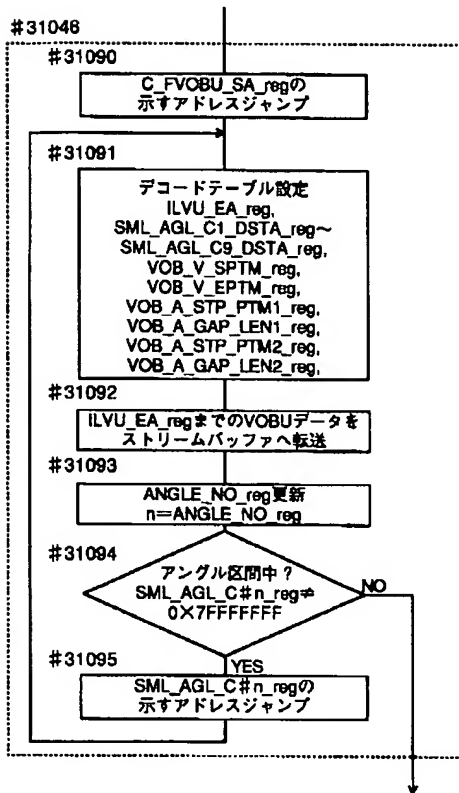 #31046
#31090
C_FVOBU_SA_regの
示すアドレスジャンプ
#31091
デコードテーブル設定
ILVU_EA_reg,
SML_AGL_C1_DSTA_reg~
SML_AGL_C9_DSTA_reg,
VOB_V_SPTM_reg,
VOB_V_EPTM_reg,
VOB_A_STP_PTM1_reg,
VOB_A_GAP_LEN1_reg,
VOB_A_STP_PTM2_reg,
VOB_A_GAP_LEN2_reg,
#31092
ILVU_EA_regまでのVOBUデータを
ストリームバッファへ転送
#31093
ANGLE_NO_reg更新
n=ANGLE_NO_reg
#31094
アングル区間中?
SML_AGL_C#n_reg≠
0×7FFFFFFF
NO
YES
#31095
SML_AGL_C#n_regの
示すアドレスジャンプ